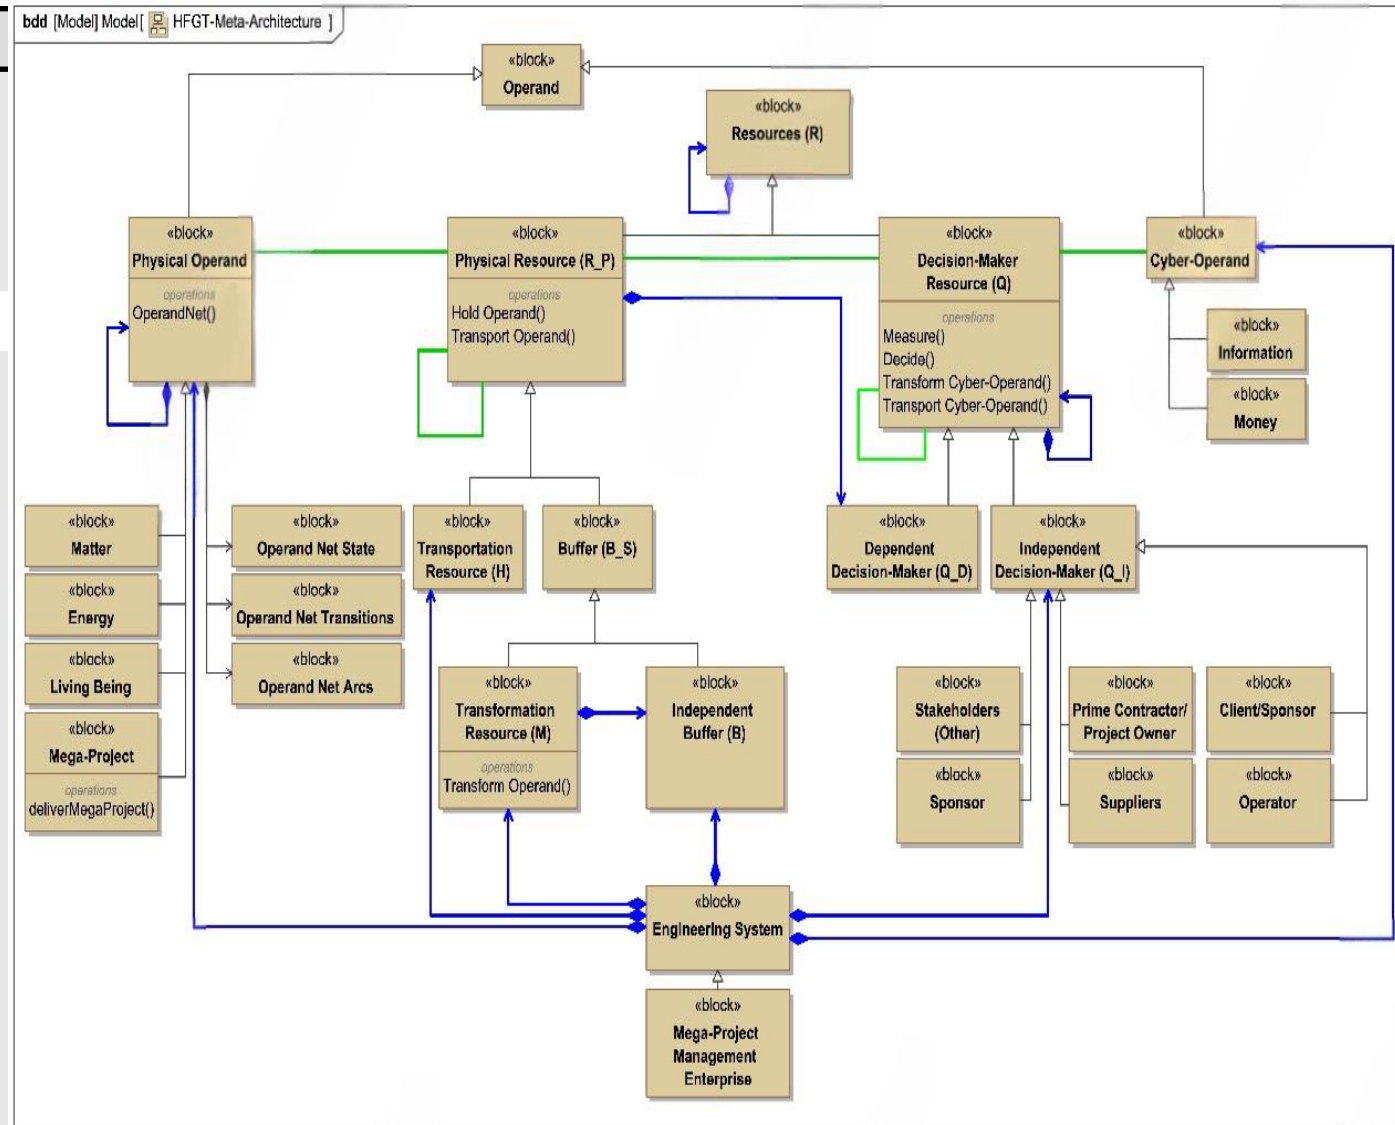 bdd [Model] Model[ HFGT-Meta-Architecture ]
«block»
Operand
«block»
Resources (R)
«block»
Physical Operand
operations
OperandNet()
«block»
Physical Resource (R_P)
operations
Hold Operand()
Transport Operand()
«block»
Decision-Maker
Resource (Q)
operations
Measure()
Decide()
Transform Cyber-Operand()
Transport Cyber-Operand()
«block»
Cyber-Operand
«block»
Information
«block»
Money
«block»
Matter
«block»
Energy
«block»
Living Being
«block»
Mega-Project
operations
deliverMegaProject()
«block»
Operand Net State
«block»
Operand Net Transitions
«block»
Operand Net Arcs
«block»
Transportation
Resource (H)
«block»
Buffer (B_S)
«block»
Dependent
Decision-Maker (Q_D)
«block»
Independent
Decision-Maker (Q_I)
«block»
Transformation
Resource (M)
operations
Transform Operand()
«block»
Independent
Buffer (B)
«block»
Stakeholders
(Other)
«block»
Prime Contractor/
Project Owner
«block»
Client/Sponsor
«block»
Sponsor
«block»
Suppliers
«block»
Operator
«block»
Engineering System
«block»
Mega-Project
Management
Enterprise